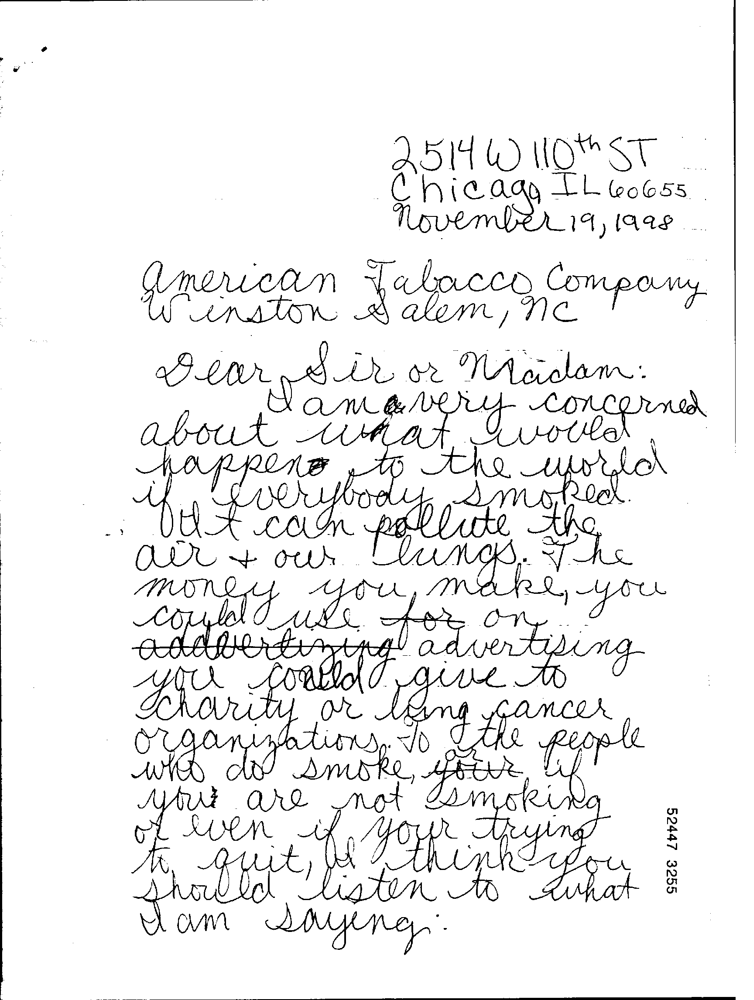 2514 W 110th ST
Chicago IL 60655
November 19, 1998
American Tabacco Company
Winston Salem, NC
Dear Sir or Madam:
I am a very concerned
about what would
happen to the world
if everybody smoked.
It can pollute the
air + our lungs. The
money you make, you
could use for on
addvertizing advertising
you could give to
charity or lung cancer
organizations. To the people
who do smoke, your or if
your are not smoking
or even if your trying
to quit, I think you
should listen to what
I am saying:
52447 3255